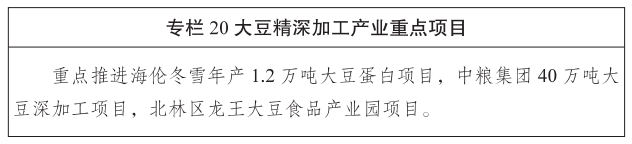 专栏 20 大豆精深加工产业重点项目
重点推进海伦冬雪年产 1.2 万吨大豆蛋白项目，中粮集团 40 万吨大
豆深加工项目，北林区龙王大豆食品产业园项目。